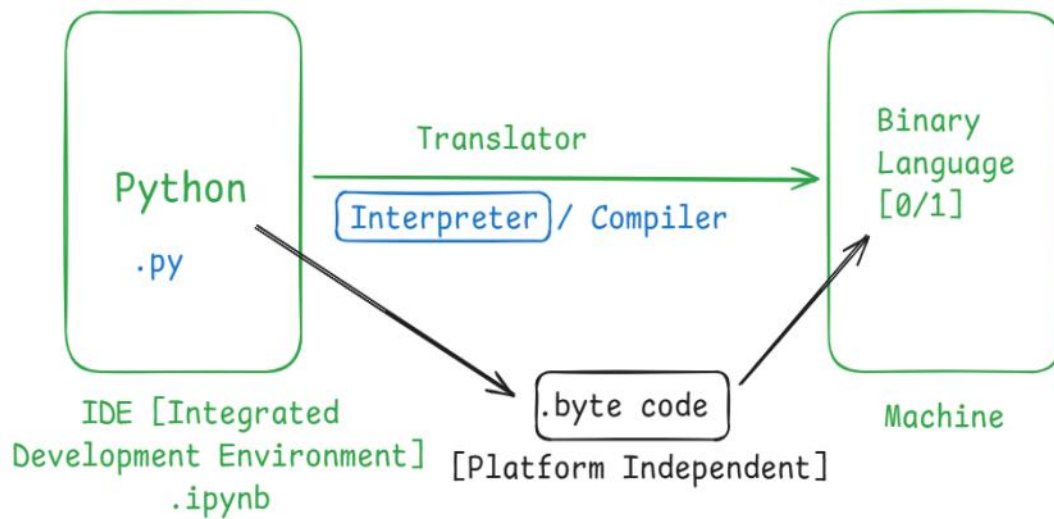 Python
.py
IDE [Integrated
Development Environment]
.ipynb
Translator
Interpreter / Compiler
.byte code
[Platform Independent]
Binary
Language
[0/1]
Machine